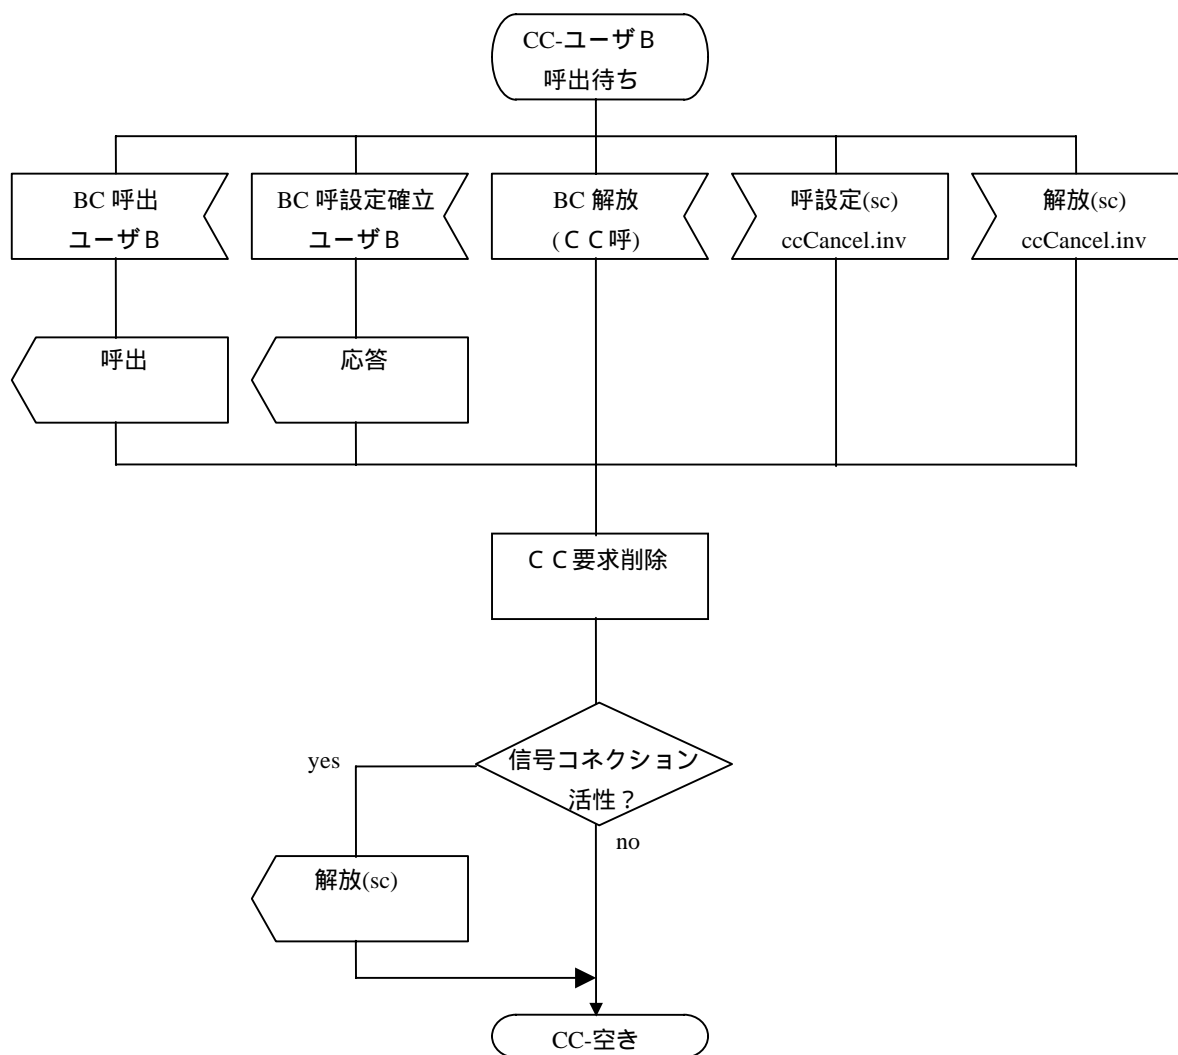 CC-ユーザＢ
呼出待ち
BC 呼出
ユーザＢ
BC 呼設定確立
ユーザＢ
BC 解放
(ＣＣ呼)
呼設定(sc)
ccCancel.inv
解放(sc)
ccCancel.inv
呼出
応答
ＣＣ要求削除
信号コネクション
活性？
yes
no
解放(sc)
CC-空き